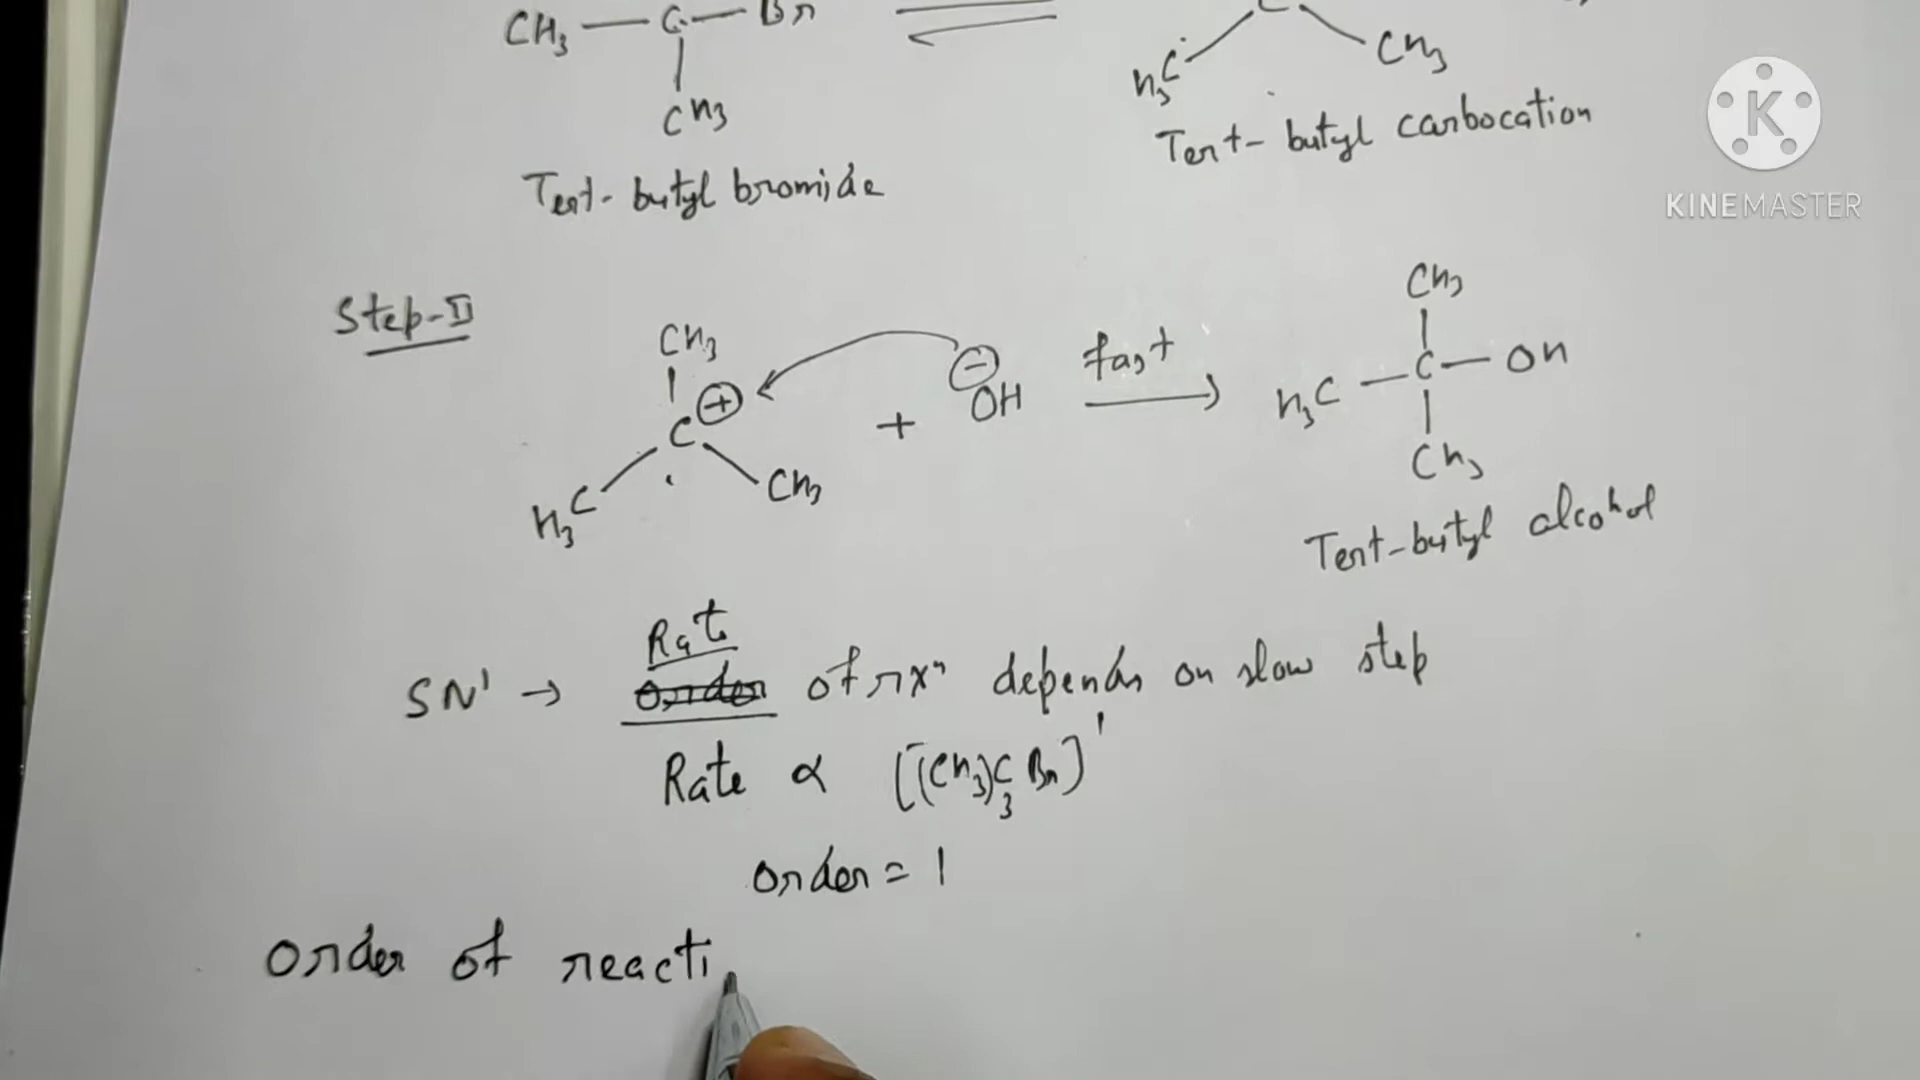 CH3 — C — Br
CH3
H3C
CH3
Tert-butyl bromide
Tert-butyl carbocation
KINEMASTER
Step-II
CH3
C +
H3C
CH3
+
− OH
fast
CH3
H3C — C — OH
CH3
Tert-butyl alcohol
Rate
SN1 → order of rxn depends on slow step
Rate ∝ [(CH3)3C Br]1
order = 1
order of reacti